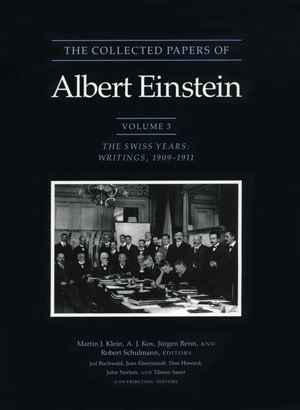 THE COLLECTED PAPERS OF
Albert Einstein
VOLUME 3
THE SWISS YEARS:
WRITINGS, 1909–1911
Martin J. Klein, A. J. Kox, Jürgen Renn, AND
Robert Schulmann, EDITORS
Jed Buchwald, Jean Eisenstaedt, Don Howard,
John Norton, AND Tilman Sauer
CONTRIBUTING EDITORS